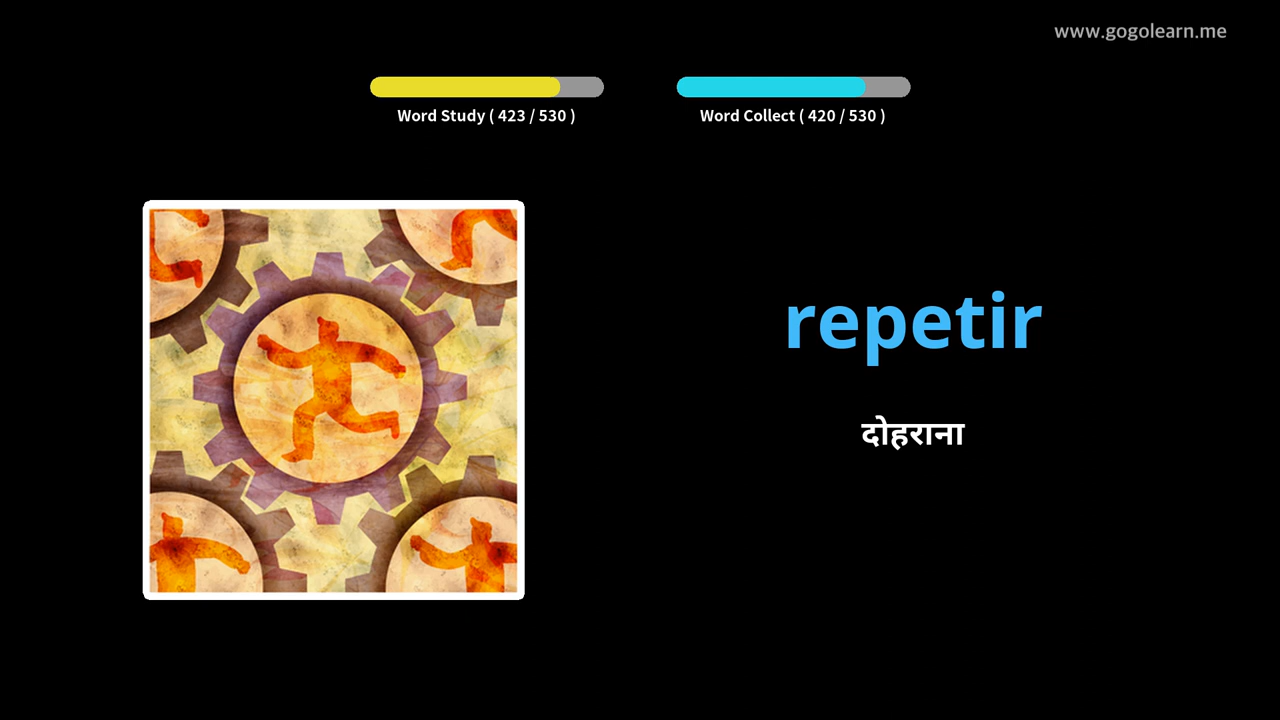 www.gogolearn.me
Word Study ( 423 / 530 )
Word Collect ( 420 / 530 )
repetir
दोहराना